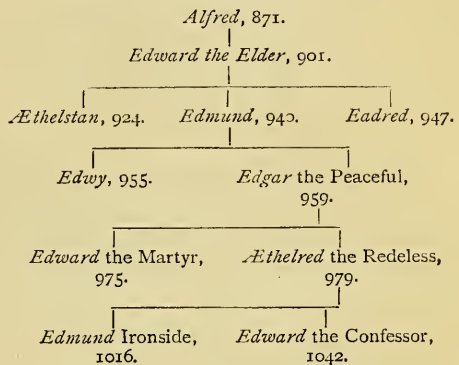 Alfred, 871.
Edward the Elder, 901.
Æthelstan, 924. Edmund, 940. Eadred, 947.
Edwy, 955. Edgar the Peaceful,
959.
Edward the Martyr, Æthelred the Redeless,
975. 979.
Edmund Ironside, Edward the Confessor,
1016. 1042.